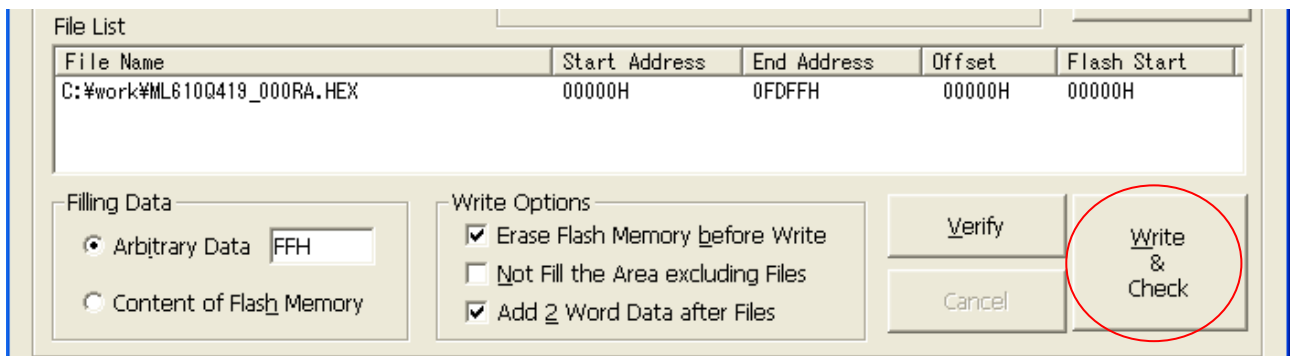 File List
File Name Start Address End Address Offset Flash Start
C:¥work¥ML610Q419_000RA.HEX 00000H 0FDFFH 00000H 00000H
Filling Data
Arbitrary Data FFH
Content of Flash Memory
Write Options
Erase Flash Memory before Write
Not Fill the Area excluding Files
Add 2 Word Data after Files
Verify
Cancel
Write
&
Check